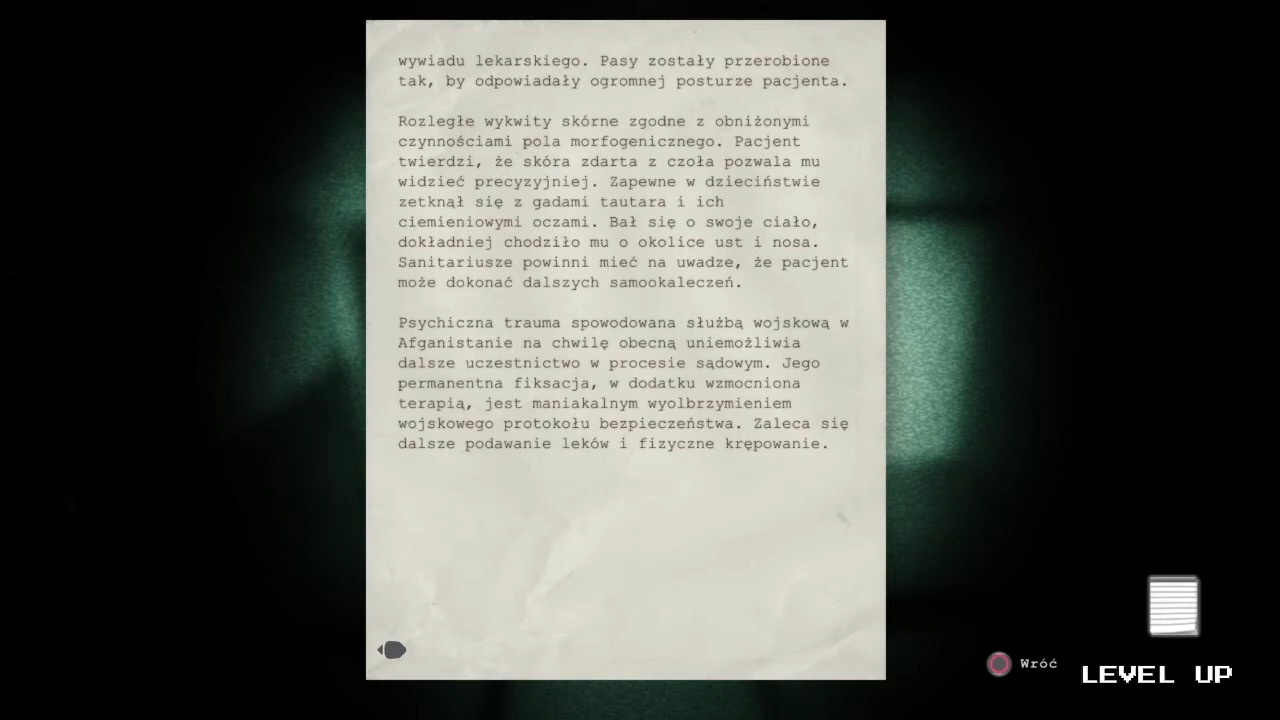 wywiadu lekarskiego. Pasy zostały przerobione
tak, by odpowiadały ogromnej posturze pacjenta.
Rozległe wykwity skórne zgodne z obniżonymi
czynnościami pola morfogenicznego. Pacjent
twierdzi, że skóra zdarta z czoła pozwala mu
widzieć precyzyjniej. Zapewne w dzieciństwie
zetknął się z gadami tautara i ich
ciemieniowymi oczami. Bał się o swoje ciało,
dokładniej chodziło mu o okolice ust i nosa.
Sanitariusze powinni mieć na uwadze, że pacjent
może dokonać dalszych samookaleczeń.
Psychiczna trauma spowodowana służbą wojskową w
Afganistanie na chwilę obecną uniemożliwia
dalsze uczestnictwo w procesie sądowym. Jego
permanentna fiksacja, w dodatku wzmocniona
terapią, jest maniakalnym wyolbrzymieniem
wojskowego protokołu bezpieczeństwa. Zaleca się
dalsze podawanie leków i fizyczne krępowanie.
Wróć
LEVEL UP